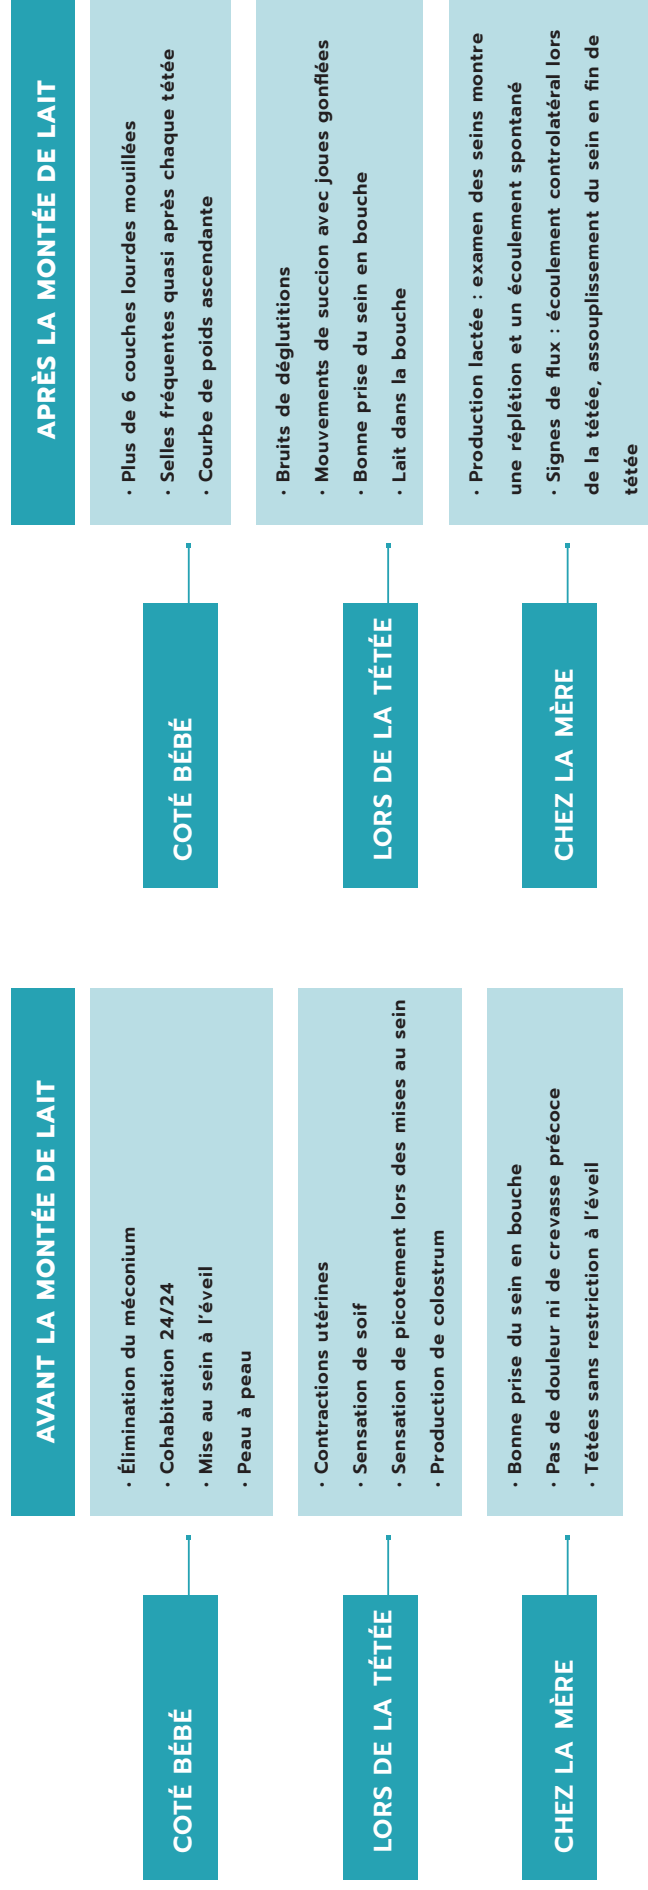 AVANT LA MONTÉE DE LAIT
COTÉ BÉBÉ
· Élimination du méconium
· Cohabitation 24/24
· Mise au sein à l'éveil
· Peau à peau
LORS DE LA TÉTÉE
· Contractions utérines
· Sensation de soif
· Sensation de picotement lors des mises au sein
· Production de colostrum
CHEZ LA MÈRE
· Bonne prise du sein en bouche
· Pas de douleur ni de crevasse précoce
· Tétées sans restriction à l'éveil
APRÈS LA MONTÉE DE LAIT
COTÉ BÉBÉ
· Plus de 6 couches lourdes mouillées
· Selles fréquentes quasi après chaque tétée
· Courbe de poids ascendante
LORS DE LA TÉTÉE
· Bruits de déglutitions
· Mouvements de succion avec joues gonflées
· Bonne prise du sein en bouche
· Lait dans la bouche
CHEZ LA MÈRE
· Production lactée : examen des seins montre
une réplétion et un écoulement spontané
· Signes de flux : écoulement controlatéral lors
de la tétée, assouplissement du sein en fin de
tétée